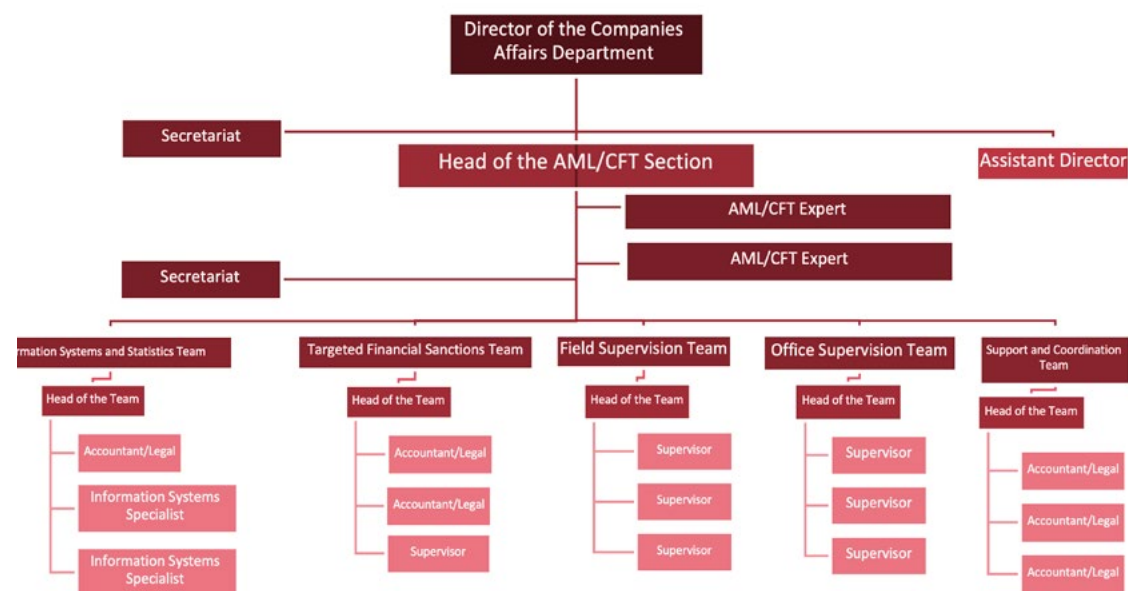 Director of the Companies
Affairs Department
Secretariat
Head of the AML/CFT Section
Assistant Director
AML/CFT Expert
AML/CFT Expert
Secretariat
rmation Systems and Statistics Team
Targeted Financial Sanctions Team
Field Supervision Team
Office Supervision Team
Support and Coordination
Team
Head of the Team
Head of the Team
Head of the Team
Head of the Team
Head of the Team
Accountant/Legal
Information Systems
Specialist
Information Systems
Specialist
Accountant/Legal
Accountant/Legal
Supervisor
Supervisor
Supervisor
Supervisor
Supervisor
Supervisor
Supervisor
Accountant/Legal
Accountant/Legal
Accountant/Legal